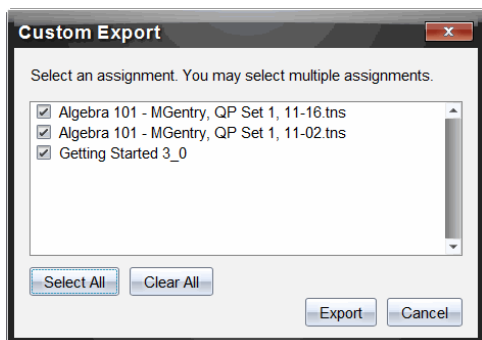 Custom Export
x
Select an assignment. You may select multiple assignments.
Algebra 101 - MGentry, QP Set 1, 11-16.tns
Algebra 101 - MGentry, QP Set 1, 11-02.tns
Getting Started 3_0
Select All Clear All
Export Cancel